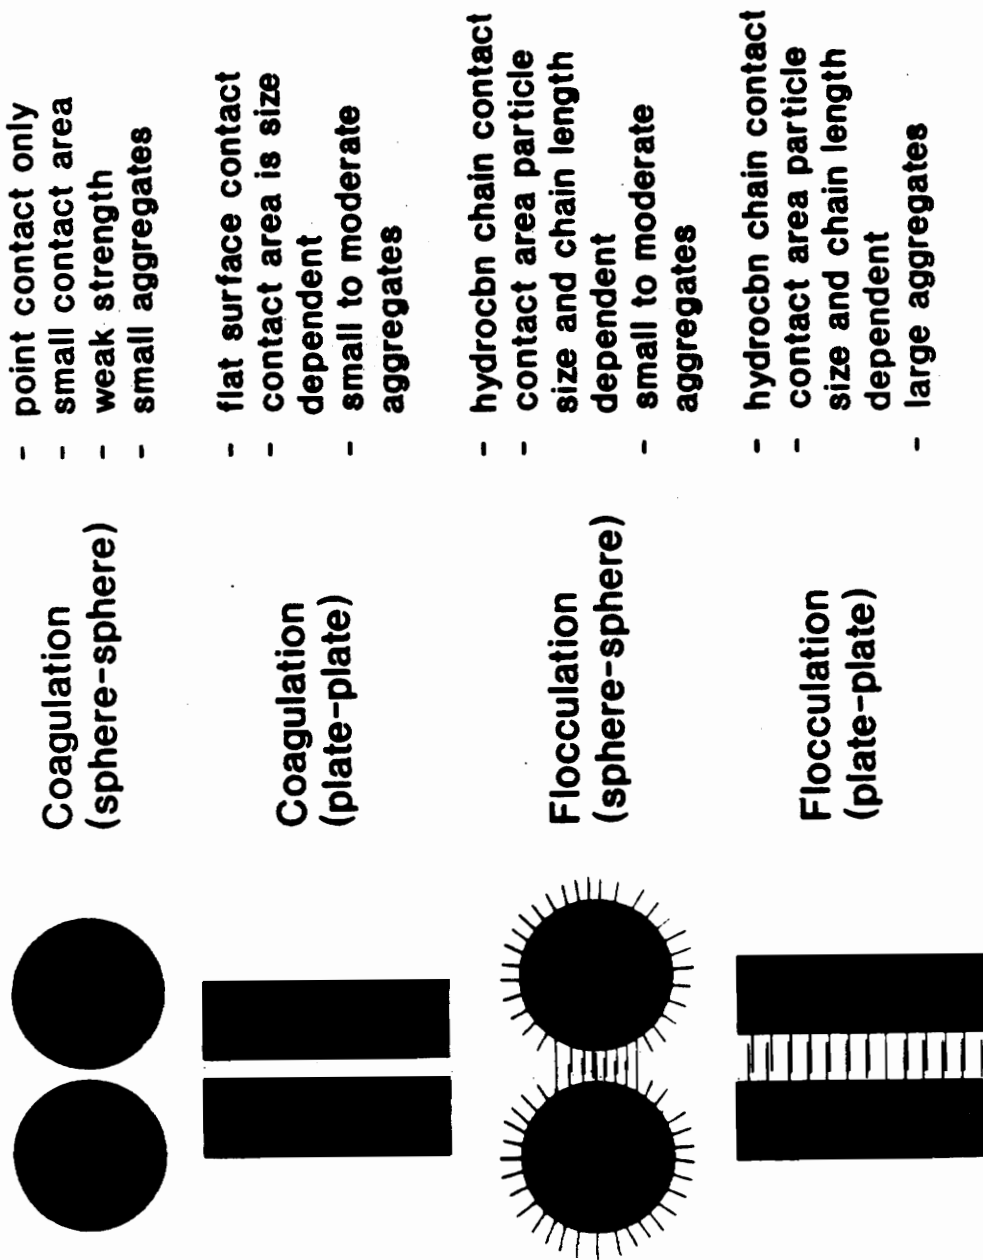 Coagulation
(sphere-sphere)
- point contact only
- small contact area
- weak strength
- small aggregates
Coagulation
(plate-plate)
- flat surface contact
- contact area is size
dependent
- small to moderate
aggregates
Flocculation
(sphere-sphere)
- hydrocbn chain contact
- contact area particle
size and chain length
dependent
- small to moderate
aggregates
Flocculation
(plate-plate)
- hydrocbn chain contact
- contact area particle
size and chain length
dependent
- large aggregates